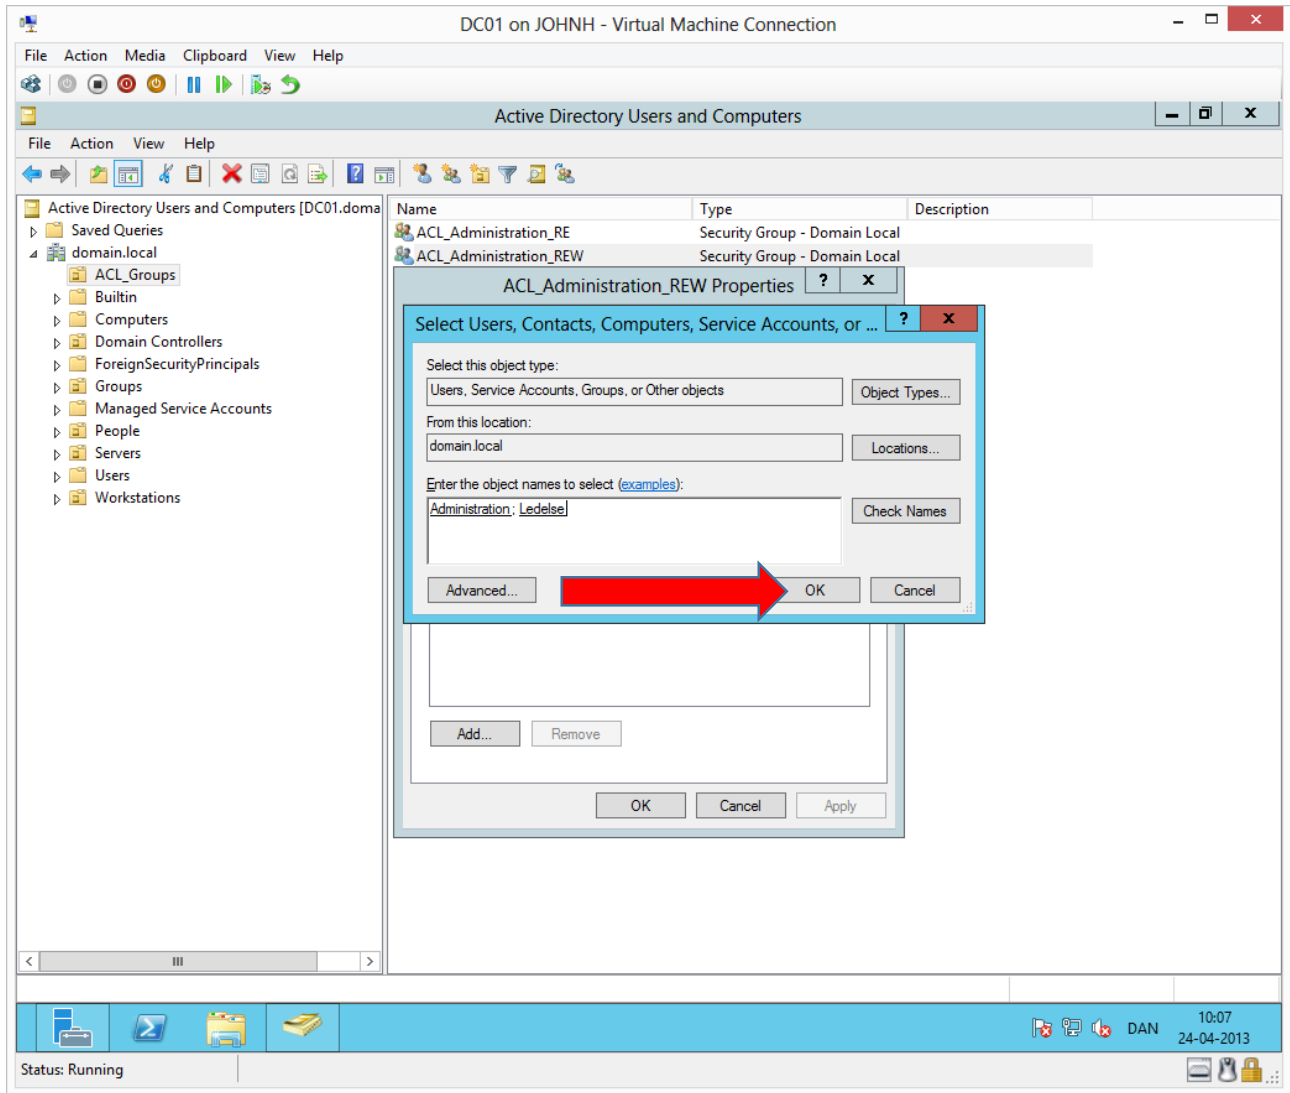 DC01 on JOHNH - Virtual Machine Connection
File Action Media Clipboard View Help
Active Directory Users and Computers
File Action View Help
Active Directory Users and Computers [DC01.doma
Saved Queries
domain.local
ACL_Groups
Builtin
Computers
Domain Controllers
ForeignSecurityPrincipals
Groups
Managed Service Accounts
People
Servers
Users
Workstations
Name Type Description
ACL_Administration_RE Security Group - Domain Local
ACL_Administration_REW Security Group - Domain Local
ACL_Administration_REW Properties ? x
Select Users, Contacts, Computers, Service Accounts, or ... ? x
Select this object type:
Users, Service Accounts, Groups, or Other objects Object Types...
From this location:
domain.local Locations...
Enter the object names to select (examples):
Administration; Ledelse Check Names
Advanced... OK Cancel
Add... Remove
OK Cancel Apply
DAN 10:07
24-04-2013
Status: Running